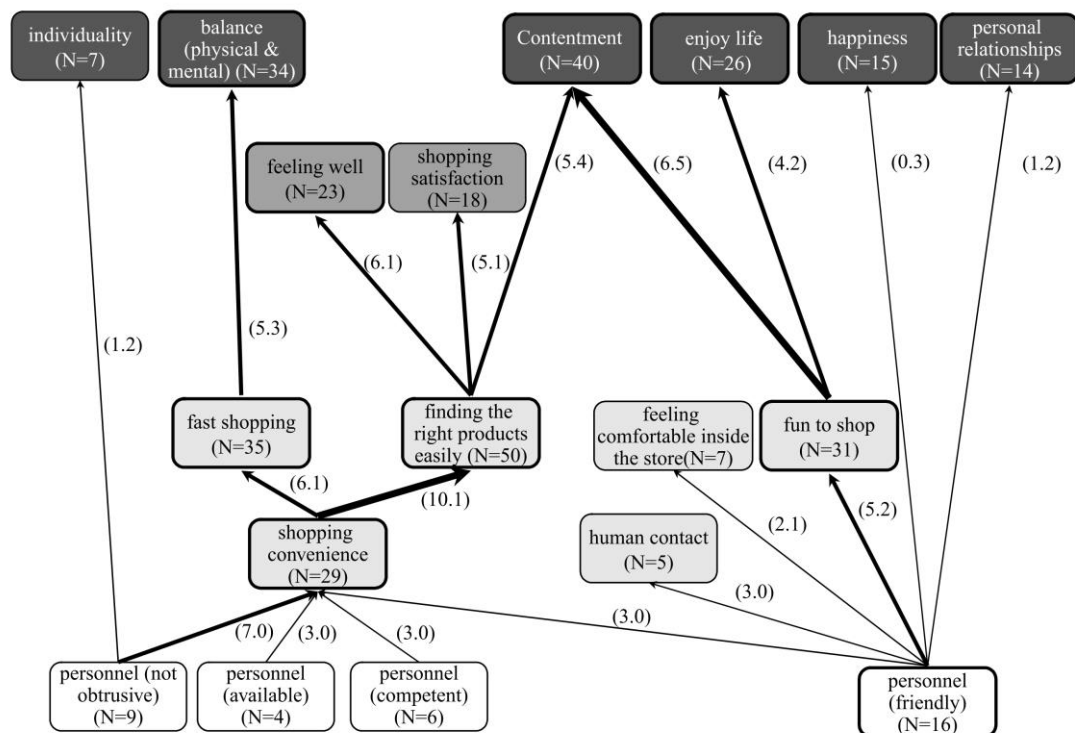 individuality
(N=7)
balance
(physical &
mental) (N=34)
Contentment
(N=40)
enjoy life
(N=26)
happiness
(N=15)
personal
relationships
(N=14)
feeling well
(N=23)
shopping
satisfaction
(N=18)
(5.4)
(6.5)
(4.2)
(0.3)
(1.2)
(6.1)
(5.1)
(5.3)
(1.2)
fast shopping
(N=35)
finding the
right products
easily (N=50)
feeling
comfortable inside
the store(N=7)
fun to shop
(N=31)
(6.1)
(10.1)
(2.1)
(5.2)
shopping
convenience
(N=29)
human contact
(N=5)
(7.0)
(3.0)
(3.0)
(3.0)
(3.0)
personnel (not
obtrusive)
(N=9)
personnel
(available)
(N=4)
personnel
(competent)
(N=6)
personnel
(friendly)
(N=16)